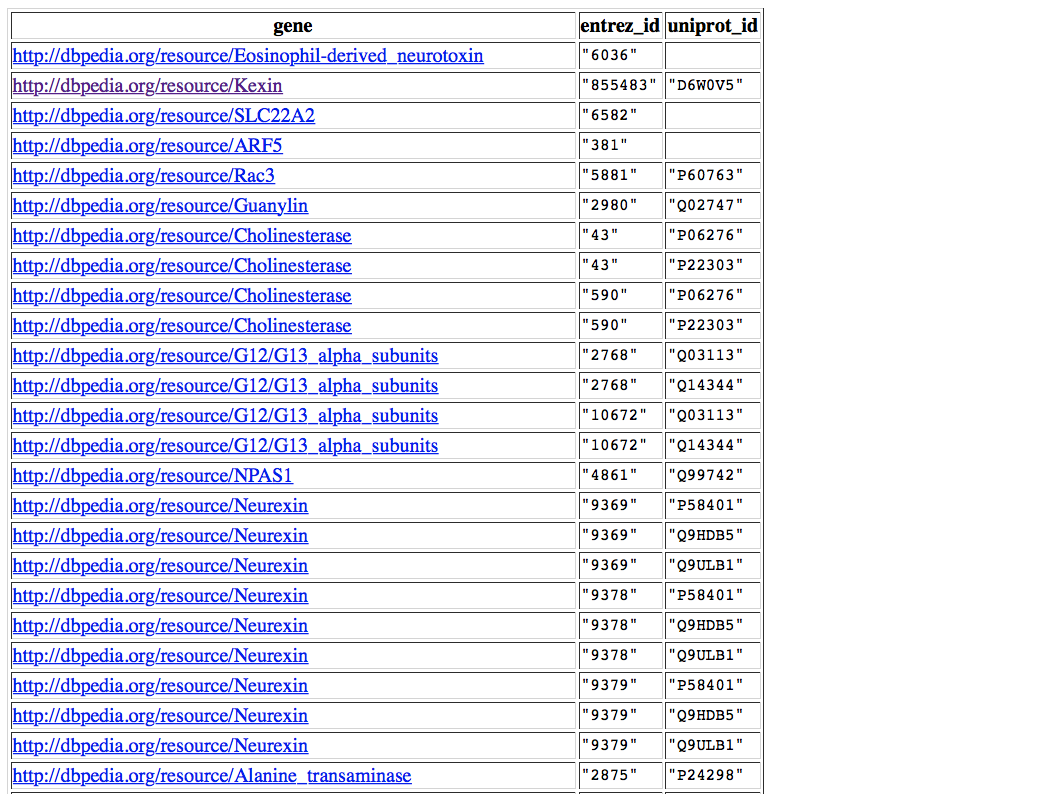 gene entrez_id uniprot_id
http://dbpedia.org/resource/Eosinophil-derived_neurotoxin "6036"
http://dbpedia.org/resource/Kexin "855483" "D6W0V5"
http://dbpedia.org/resource/SLC22A2 "6582"
http://dbpedia.org/resource/ARF5 "381"
http://dbpedia.org/resource/Rac3 "5881" "P60763"
http://dbpedia.org/resource/Guanylin "2980" "Q02747"
http://dbpedia.org/resource/Cholinesterase "43" "P06276"
http://dbpedia.org/resource/Cholinesterase "43" "P22303"
http://dbpedia.org/resource/Cholinesterase "590" "P06276"
http://dbpedia.org/resource/Cholinesterase "590" "P22303"
http://dbpedia.org/resource/G12/G13_alpha_subunits "2768" "Q03113"
http://dbpedia.org/resource/G12/G13_alpha_subunits "2768" "Q14344"
http://dbpedia.org/resource/G12/G13_alpha_subunits "10672" "Q03113"
http://dbpedia.org/resource/G12/G13_alpha_subunits "10672" "Q14344"
http://dbpedia.org/resource/NPAS1 "4861" "Q99742"
http://dbpedia.org/resource/Neurexin "9369" "P58401"
http://dbpedia.org/resource/Neurexin "9369" "Q9HDB5"
http://dbpedia.org/resource/Neurexin "9369" "Q9ULB1"
http://dbpedia.org/resource/Neurexin "9378" "P58401"
http://dbpedia.org/resource/Neurexin "9378" "Q9HDB5"
http://dbpedia.org/resource/Neurexin "9378" "Q9ULB1"
http://dbpedia.org/resource/Neurexin "9379" "P58401"
http://dbpedia.org/resource/Neurexin "9379" "Q9HDB5"
http://dbpedia.org/resource/Neurexin "9379" "Q9ULB1"
http://dbpedia.org/resource/Alanine_transaminase "2875" "P24298"